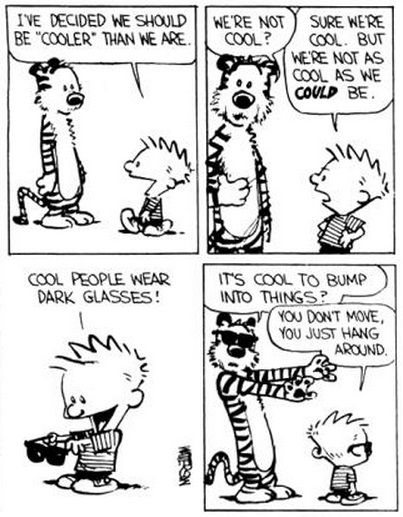 I'VE DECIDED WE SHOULD
BE "COOLER" THAN WE ARE.
WE'RE NOT
COOL?
SURE WE'RE
COOL. BUT
WE'RE NOT AS
COOL AS WE
COULD BE.
COOL PEOPLE WEAR
DARK GLASSES!
IT'S COOL TO BUMP
INTO THINGS?
YOU DON'T MOVE,
YOU JUST HANG
AROUND.